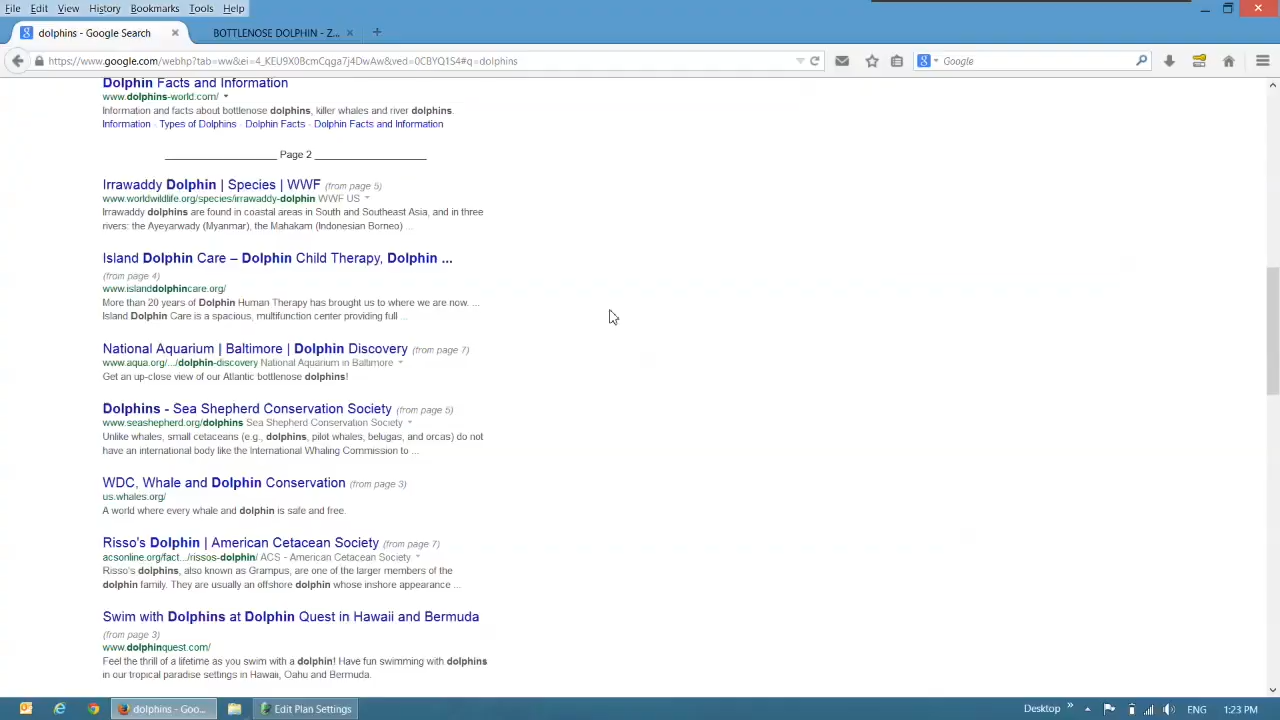 File Edit View History Bookmarks Tools Help
dolphins - Google Search × BOTTLENOSE DOLPHIN - Z... × +
https://www.google.com/webhp?tab=ww&ei=4_KEU9X0BcmCqga7j4DwAw&ved=0CBYQ1S4#q=dolphins
Google
Dolphin Facts and Information
www.dolphins-world.com/
Information and facts about bottlenose dolphins, killer whales and river dolphins.
Information · Types of Dolphins · Dolphin Facts · Dolphin Facts and Information
____________________ Page 2 ____________________
Irrawaddy Dolphin | Species | WWF (from page 5)
www.worldwildlife.org/species/irrawaddy-dolphin WWF US
Irrawaddy dolphins are found in coastal areas in South and Southeast Asia, and in three
rivers: the Ayeyarwady (Myanmar), the Mahakam (Indonesian Borneo) ...
Island Dolphin Care – Dolphin Child Therapy, Dolphin ...
(from page 4)
www.islanddolphincare.org/
More than 20 years of Dolphin Human Therapy has brought us to where we are now. ...
Island Dolphin Care is a spacious, multifunction center providing full ...
National Aquarium | Baltimore | Dolphin Discovery (from page 7)
www.aqua.org/.../dolphin-discovery National Aquarium in Baltimore
Get an up-close view of our Atlantic bottlenose dolphins!
Dolphins - Sea Shepherd Conservation Society (from page 5)
www.seashepherd.org/dolphins Sea Shepherd Conservation Society
Unlike whales, small cetaceans (e.g., dolphins, pilot whales, belugas, and orcas) do not
have an international body like the International Whaling Commission to ...
WDC, Whale and Dolphin Conservation (from page 3)
us.whales.org/
A world where every whale and dolphin is safe and free.
Risso's Dolphin | American Cetacean Society (from page 7)
acsonline.org/fact.../rissos-dolphin/ ACS - American Cetacean Society
Risso's dolphins, also known as Grampus, are one of the larger members of the
dolphin family. They are usually an offshore dolphin whose inshore appearance ...
Swim with Dolphins at Dolphin Quest in Hawaii and Bermuda
(from page 3)
www.dolphinquest.com/
Feel the thrill of a lifetime as you swim with a dolphin! Have fun swimming with dolphins
in our tropical paradise settings in Hawaii, Oahu and Bermuda.
dolphins - Goo... Edit Plan Settings Desktop » ENG 1:23 PM